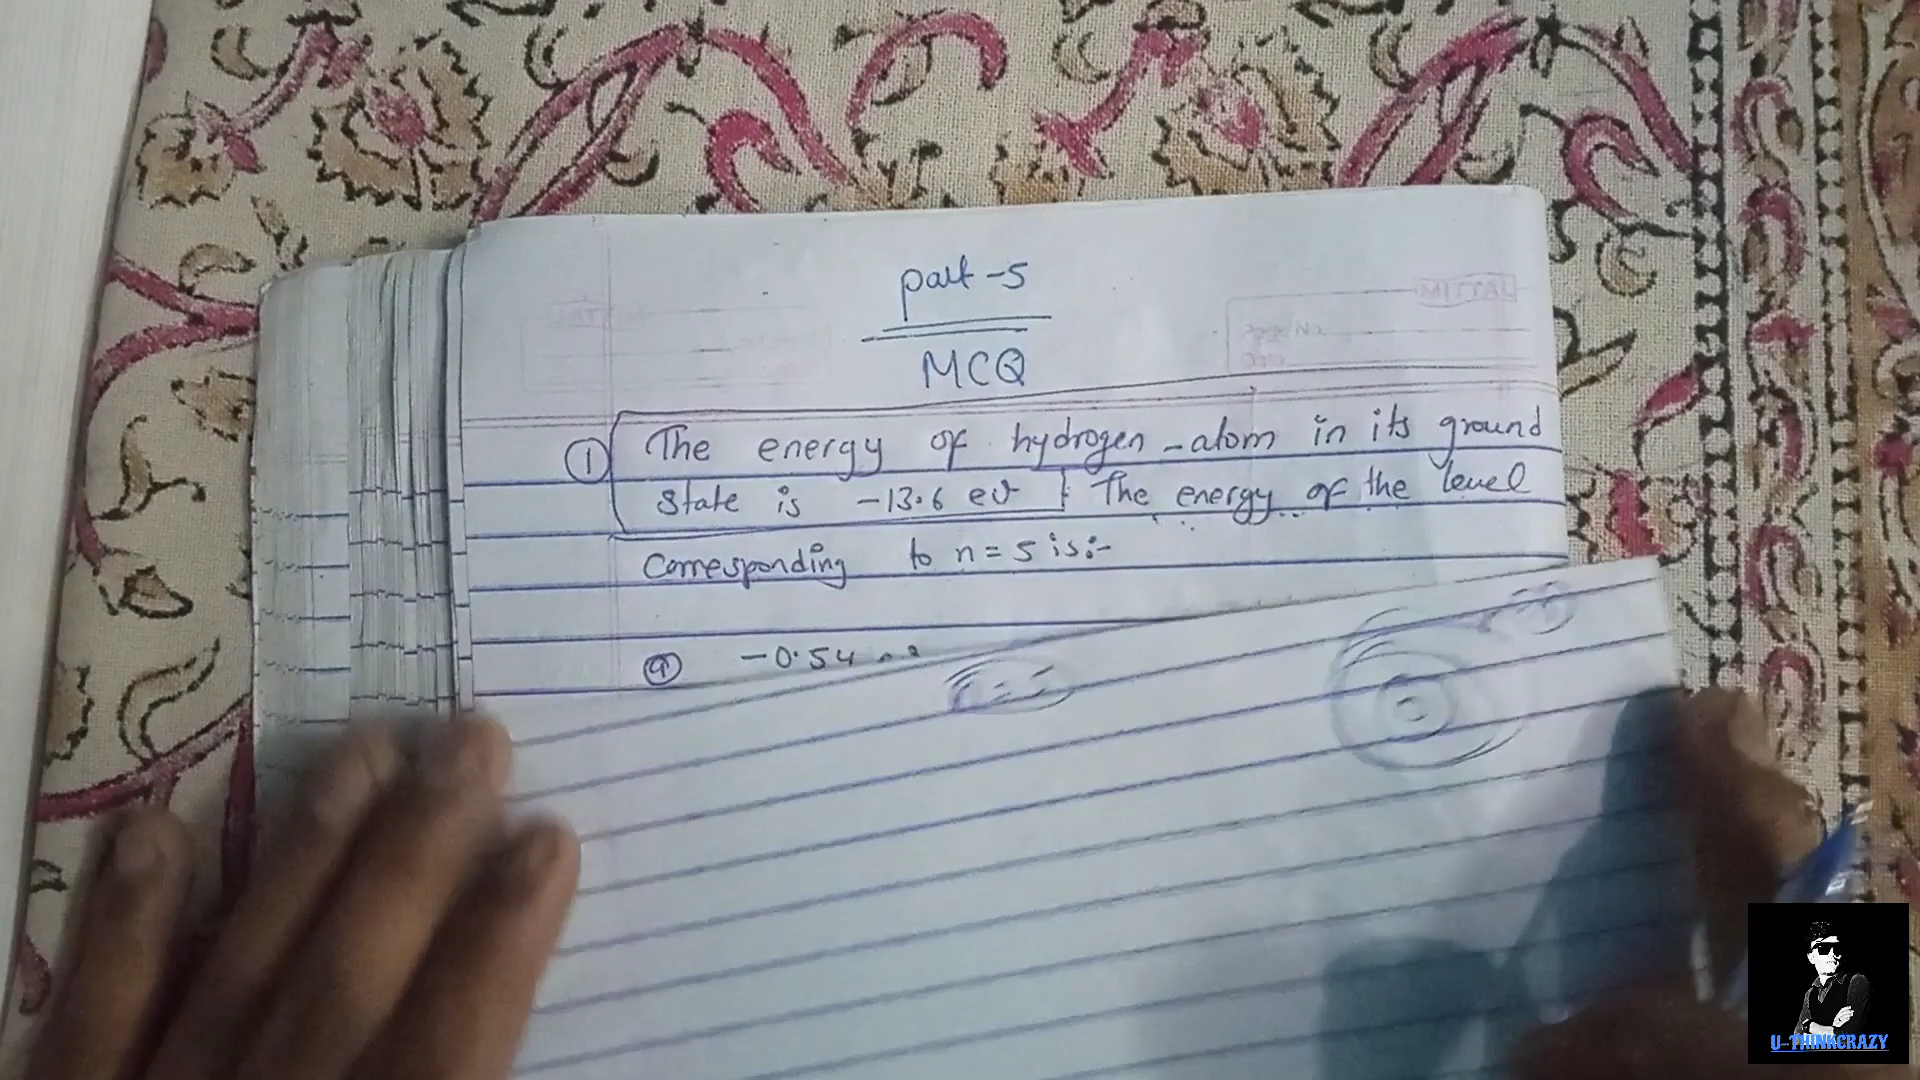 part-5
MCQ
① The energy of hydrogen-atom in its ground
state is -13.6 ev. The energy of the level
Corresponding to n=5 is:-
ⓐ -0.54
MITTAL
U-THINKCRAZY